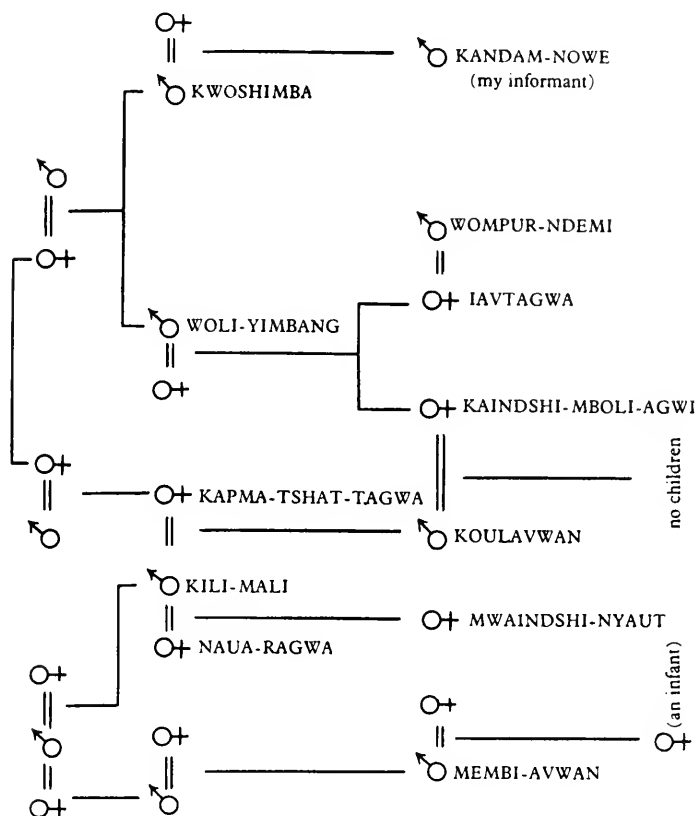 KANDAM-NOWE
(my informant)
KWOSHIMBA
WOMPUR-NDEMI
IAVTAGWA
WOLI-YIMBANG
KAINDSHI-MBOLI-AGWI
no children
KAPMA-TSHAT-TAGWA
KOULAVWAN
KILI-MALI
MWAINDSHI-NYAUT
NAUA-RAGWA
(an infant)
MEMBI-AVWAN